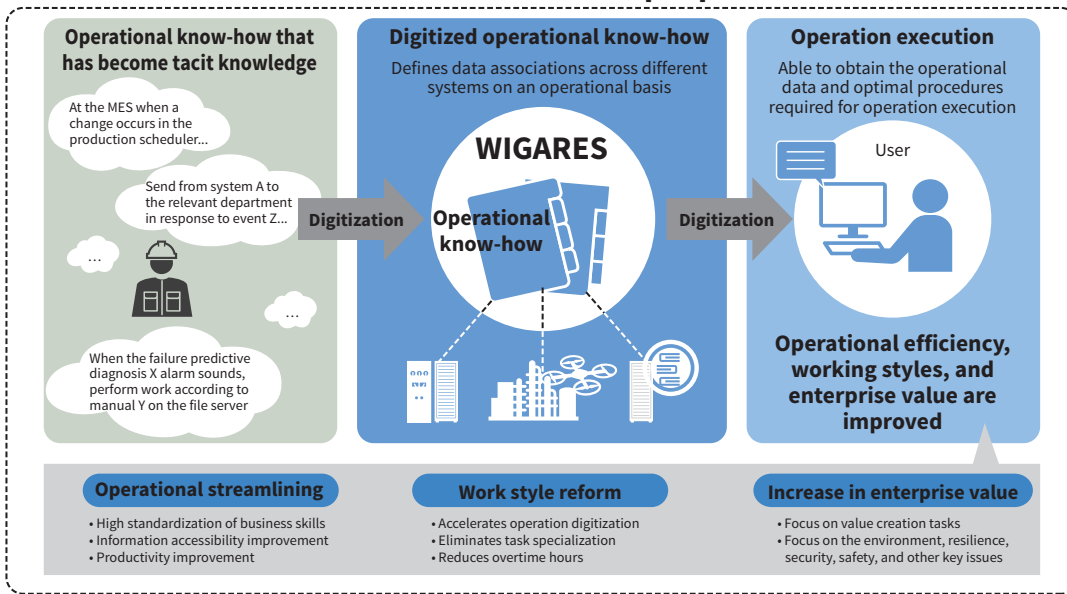 Operational know-how that
has become tacit knowledge
At the MES when a
change occurs in the
production scheduler...
Send from system A to
the relevant department
in response to event Z...
...
...
When the failure predictive
diagnosis X alarm sounds,
perform work according to
manual Y on the file server
Digitization
Digitized operational know-how
Defines data associations across different
systems on an operational basis
WIGARES
Operational
know-how
Digitization
Operation execution
Able to obtain the operational
data and optimal procedures
required for operation execution
User
Operational efficiency,
working styles, and
enterprise value are
improved
Operational streamlining
• High standardization of business skills
• Information accessibility improvement
• Productivity improvement
Work style reform
• Accelerates operation digitization
• Eliminates task specialization
• Reduces overtime hours
Increase in enterprise value
• Focus on value creation tasks
• Focus on the environment, resilience,
security, safety, and other key issues